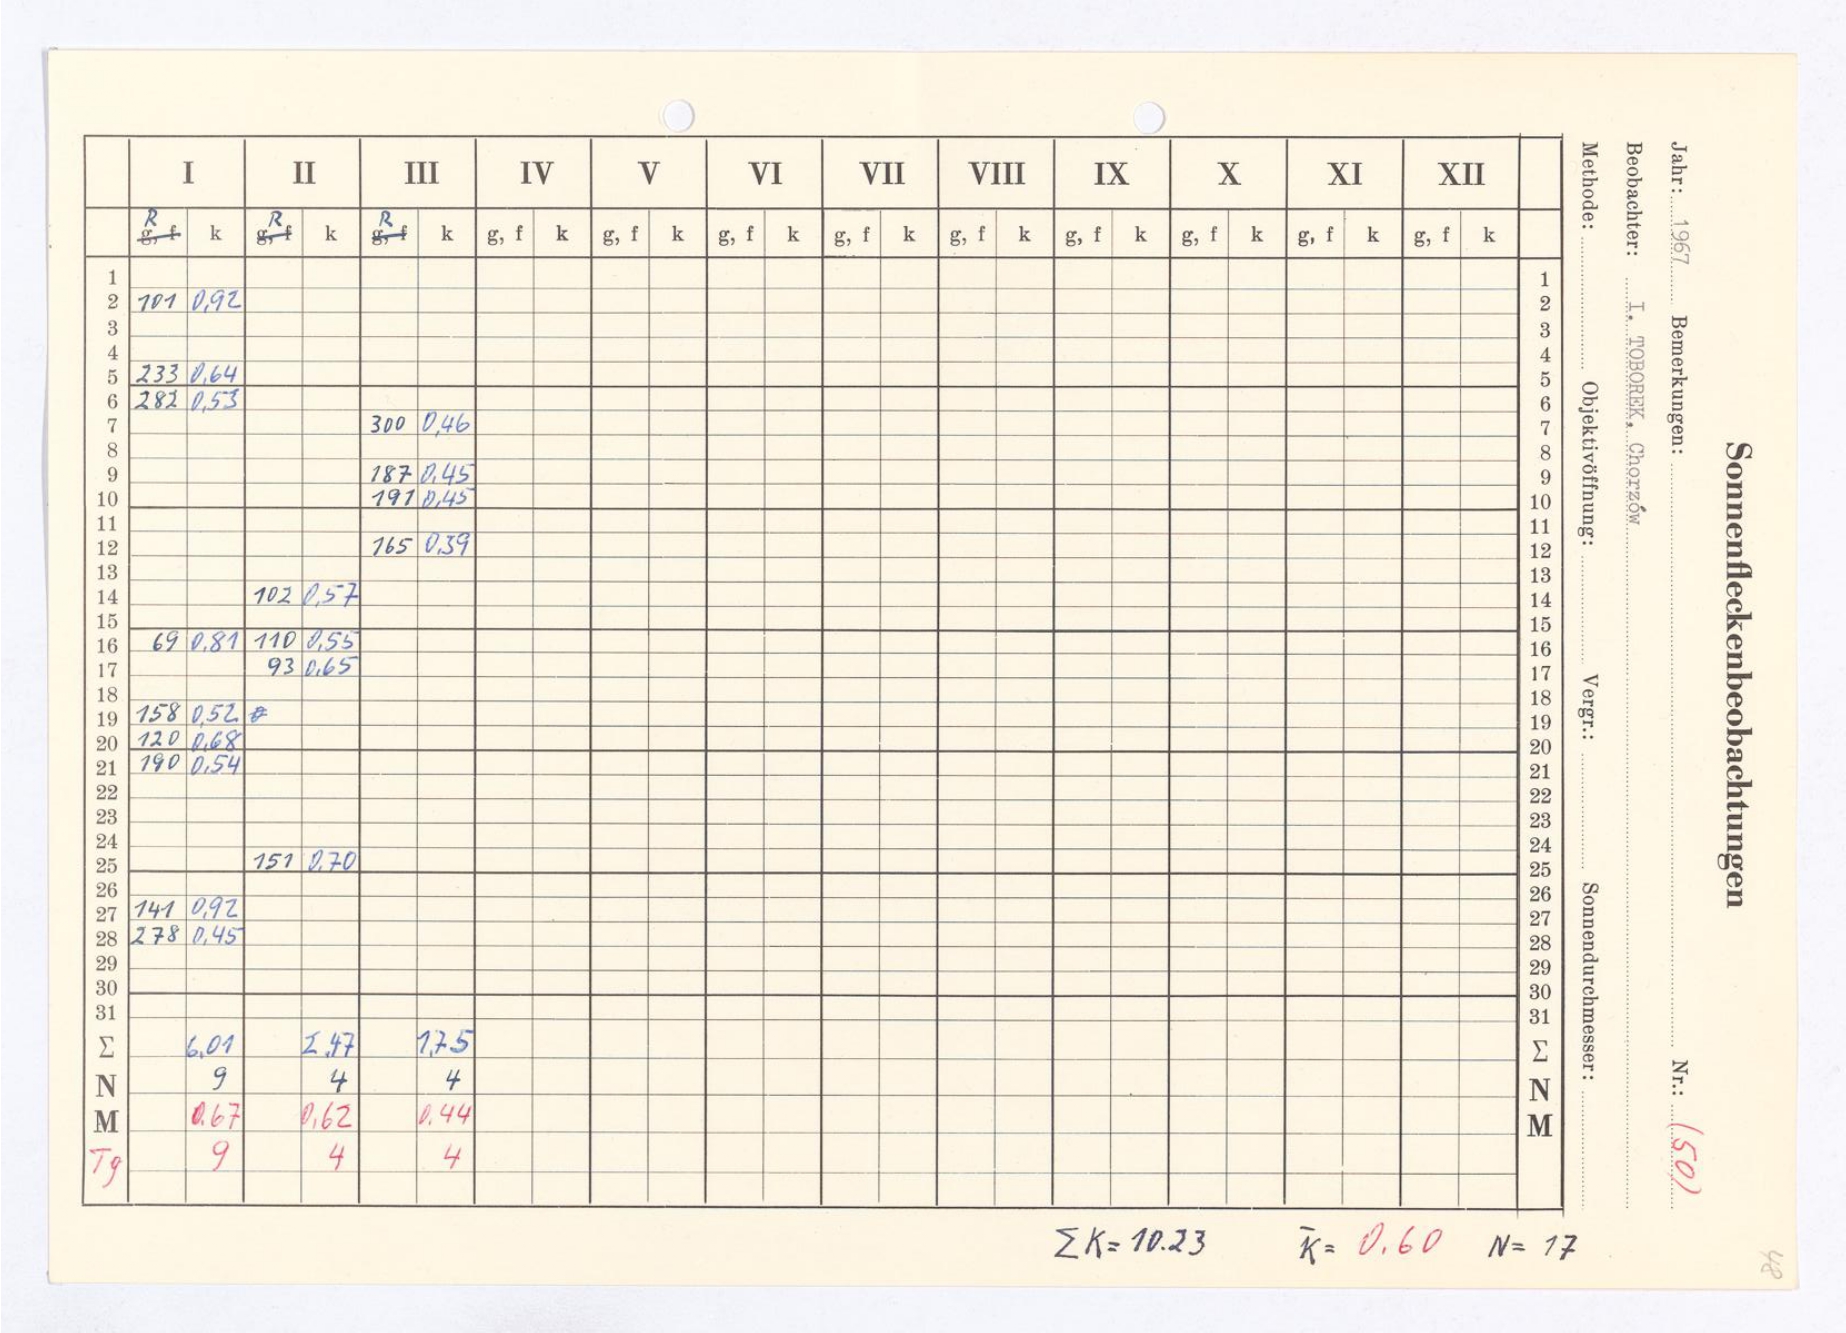 I II III IV V VI VII VIII IX X XI XII
R R R
g, f k g, f k g, f k g, f k g, f k g, f k g, f k g, f k g, f k g, f k g, f k g, f k
1 1
2 101 0,92 2
3 3
4 4
5 233 0,64 5
6 282 0,53 6
7 300 0,46 7
8 8
9 187 0,45 9
10 191 0,45 10
11 11
12 165 0,39 12
13 13
14 102 0,57 14
15 15
16 69 0,81 110 0,55 16
17 93 0,65 17
18 18
19 158 0,52 19
20 120 0,68 20
21 190 0,54 21
22 22
23 23
24 24
25 151 0,70 25
26 26
27 141 0,92 27
28 278 0,45 28
29 29
30 30
31 31
Σ 6,01 2,47 1,75 Σ
N 9 4 4 N
M 0.67 0,62 0.44 M
Tg 9 4 4
ΣK= 10.23 K̄= 0.60 N= 17
Sonnenfleckenbeobachtungen
Jahr: 1967 Bemerkungen: Nr.: (50)
Beobachter: I. TOBOREK, Chorzów
Methode: Objektivöffnung: Vergr.: Sonnendurchmesser:
48